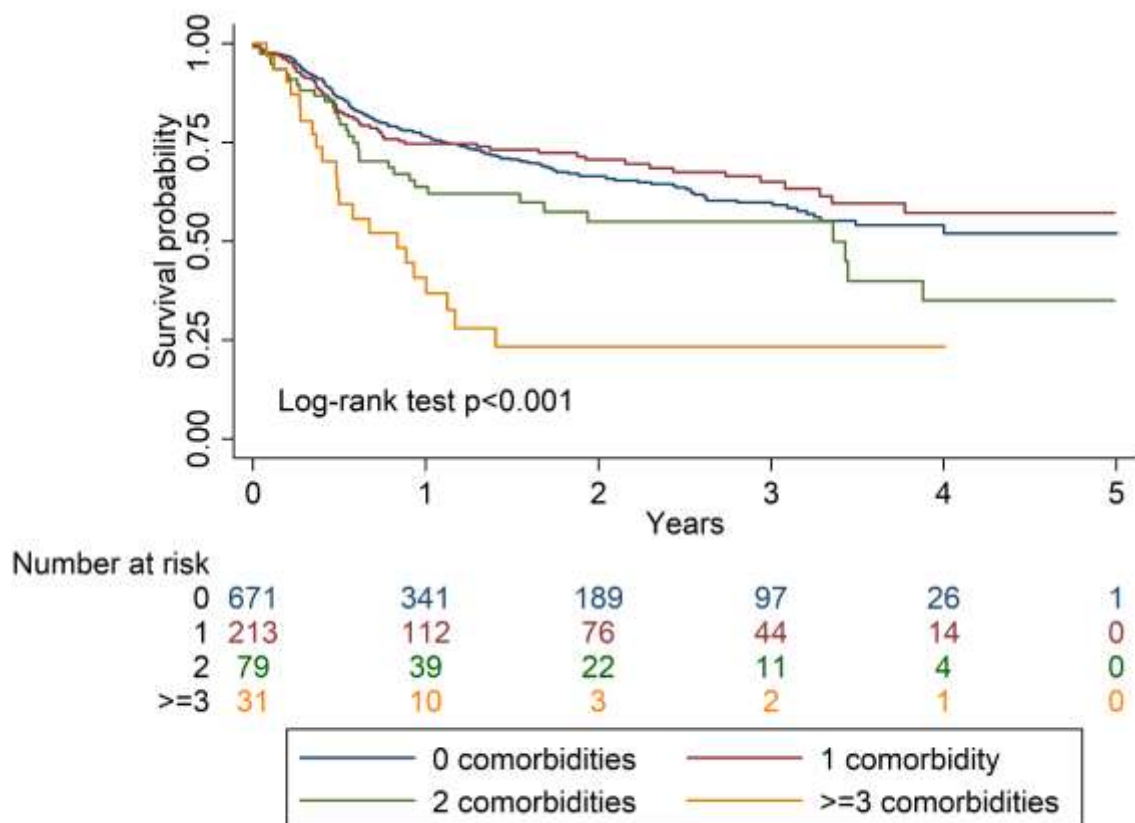 1.00
0.75
0.50
0.25
0.00
Survival probability
Log-rank test p<0.001
0 1 2 3 4 5
Years
Number at risk
0 671 341 189 97 26 1
1 213 112 76 44 14 0
2 79 39 22 11 4 0
>=3 31 10 3 2 1 0
0 comorbidities 1 comorbidity
2 comorbidities >=3 comorbidities